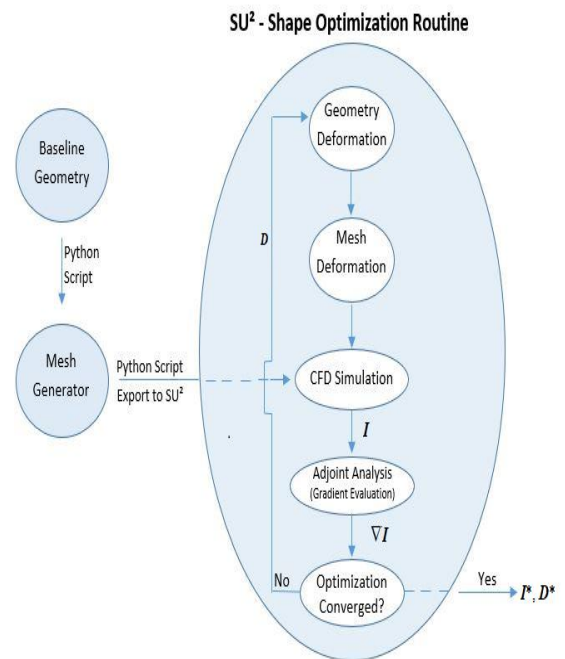 SU² - Shape Optimization Routine
Geometry
Deformation
Baseline
Geometry
D
Python
Script
Mesh
Deformation
Mesh
Generator
Python Script
Export to SU²
CFD Simulation
I
Adjoint Analysis
(Gradient Evaluation)
∇I
No
Optimization
Converged?
Yes
I*, D*